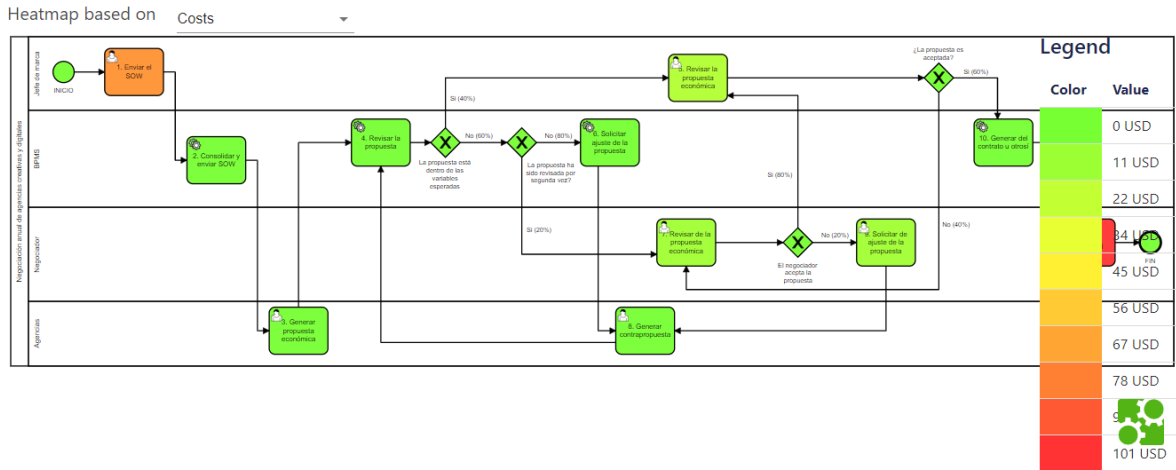 Heatmap based on
Costs
Negociación anual de agencias creativas y digitales
Jefe de marca
INICIO
1. Enviar el
SOW
Revisar la
propuesta
económica
¿La propuesta es
aceptada?
Si (60%)
Si (40%)
BPMS
2. Consolidar y
enviar SOW
4. Revisar la
propuesta
No (60%)
La propuesta está
dentro de las
variables
esperadas
No (80%)
La propuesta ha
sido revisada por
segunda voz?
Solicitar
ajuste de la
propuesta
Si (80%)
10. Generar del
contrato u otrosí
Negociador
Si (20%)
Revisar de la
propuesta
económica
El negociador
acepta la
propuesta
No (20%)
Solicitar de
ajuste de la
propuesta
No (40%)
FIN
Agencias
3. Generar
propuesta
económica
8. Generar
contrapropuesta
Legend
Color
Value
0 USD
11 USD
22 USD
34 USD
45 USD
56 USD
67 USD
78 USD
101 USD